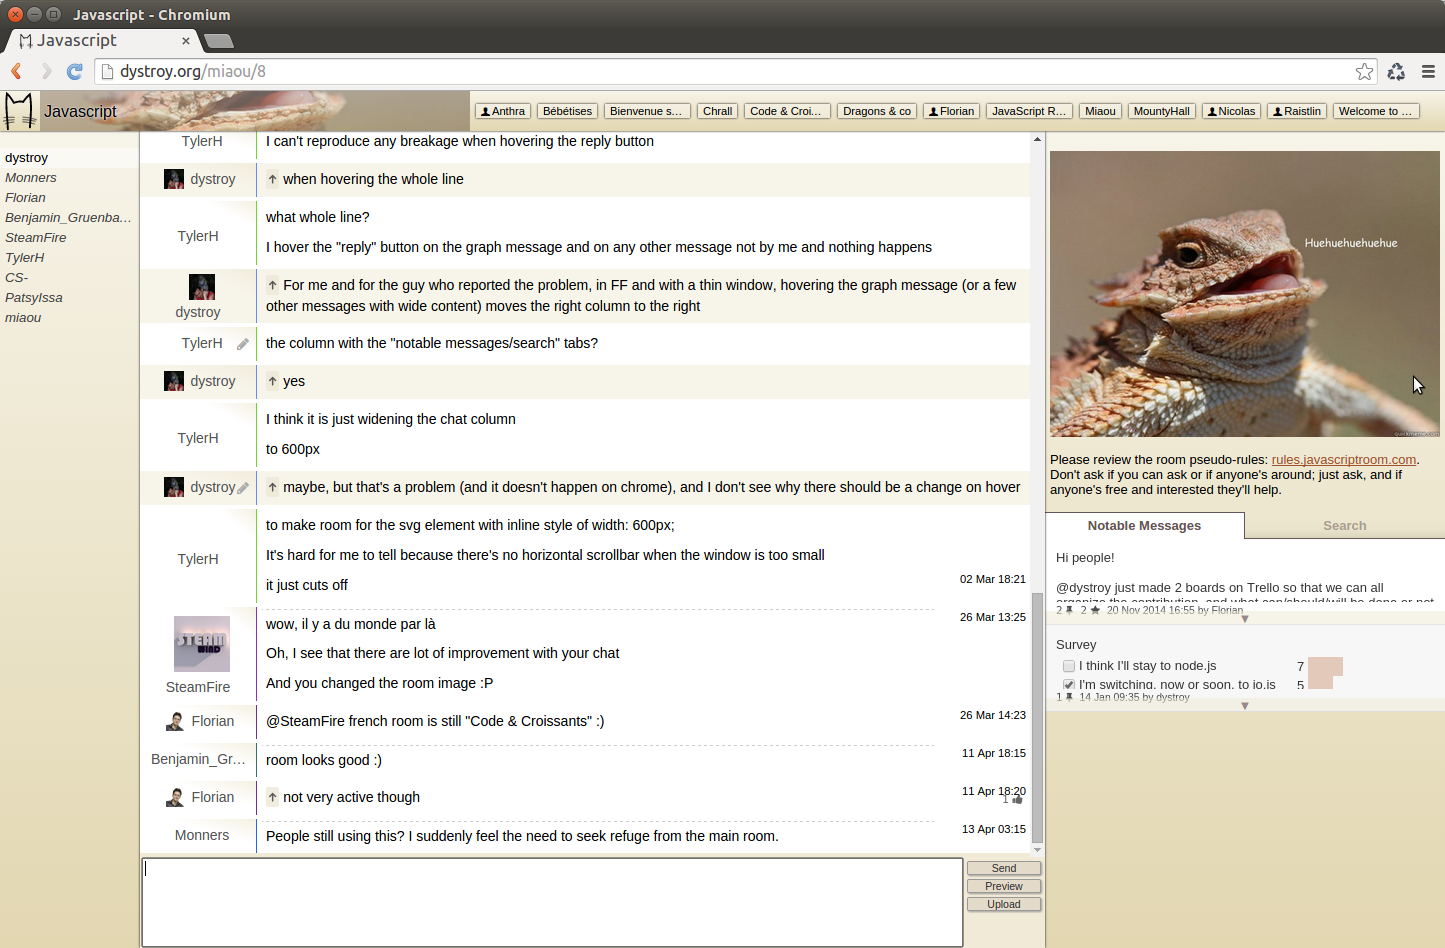 Javascript - Chromium
Javascript
dystroy.org/miaou/8
Javascript
Anthra
Bébétises
Bienvenue s...
Chrall
Code & Croi...
Dragons & co
Florian
JavaScript R...
Miaou
MountyHall
Nicolas
Raistlin
Welcome to ...
dystroy
Monners
Florian
Benjamin_Gruenba...
SteamFire
TylerH
CS-
PatsyIssa
miaou
TylerH
I can't reproduce any breakage when hovering the reply button
dystroy
when hovering the whole line
TylerH
what whole line?
I hover the "reply" button on the graph message and on any other message not by me and nothing happens
dystroy
For me and for the guy who reported the problem, in FF and with a thin window, hovering the graph message (or a few
other messages with wide content) moves the right column to the right
TylerH
the column with the "notable messages/search" tabs?
dystroy
yes
TylerH
I think it is just widening the chat column
to 600px
dystroy
maybe, but that's a problem (and it doesn't happen on chrome), and I don't see why there should be a change on hover
TylerH
to make room for the svg element with inline style of width: 600px;
It's hard for me to tell because there's no horizontal scrollbar when the window is too small
it just cuts off
02 Mar 18:21
STEAM
WIND
SteamFire
wow, il y a du monde par là
26 Mar 13:25
Oh, I see that there are lot of improvement with your chat
And you changed the room image :P
Florian
@SteamFire french room is still "Code & Croissants" :)
26 Mar 14:23
Benjamin_Gr...
room looks good :)
11 Apr 18:15
Florian
not very active though
11 Apr 18:20
1
Monners
People still using this? I suddenly feel the need to seek refuge from the main room.
13 Apr 03:15
Send
Preview
Upload
Huehuehuehuehue
Please review the room pseudo-rules: rules.javascriptroom.com.
Don't ask if you can ask or if anyone's around; just ask, and if
anyone's free and interested they'll help.
Notable Messages
Search
Hi people!
@dystroy just made 2 boards on Trello so that we can all
organize the contribution, and what can/should/will be done or not
2 2 20 Nov 2014 16:55 by Florian
Survey
I think I'll stay to node.js 7
I'm switching, now or soon, to io.js 5
1 14 Jan 09:35 by dystroy